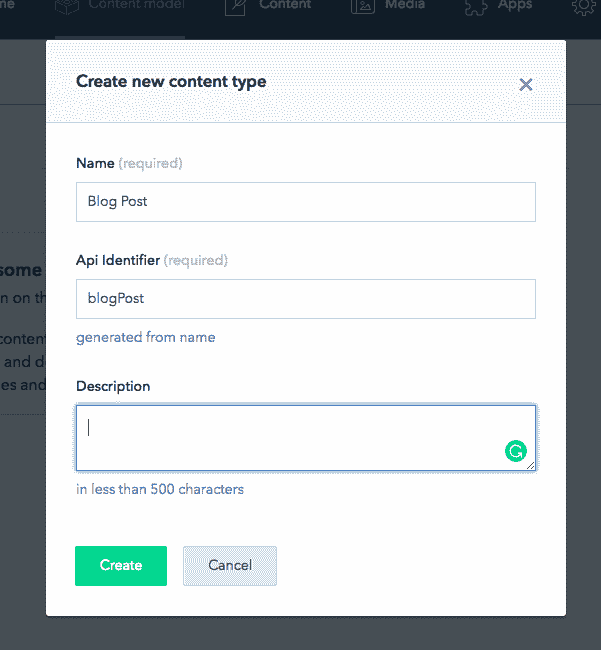 me Content model Content Media Apps
Create new content type
Name (required)
Blog Post
Api Identifier (required)
some
blogPost
n on th
generated from name
content
and d
es and
Description
in less than 500 characters
Create Cancel